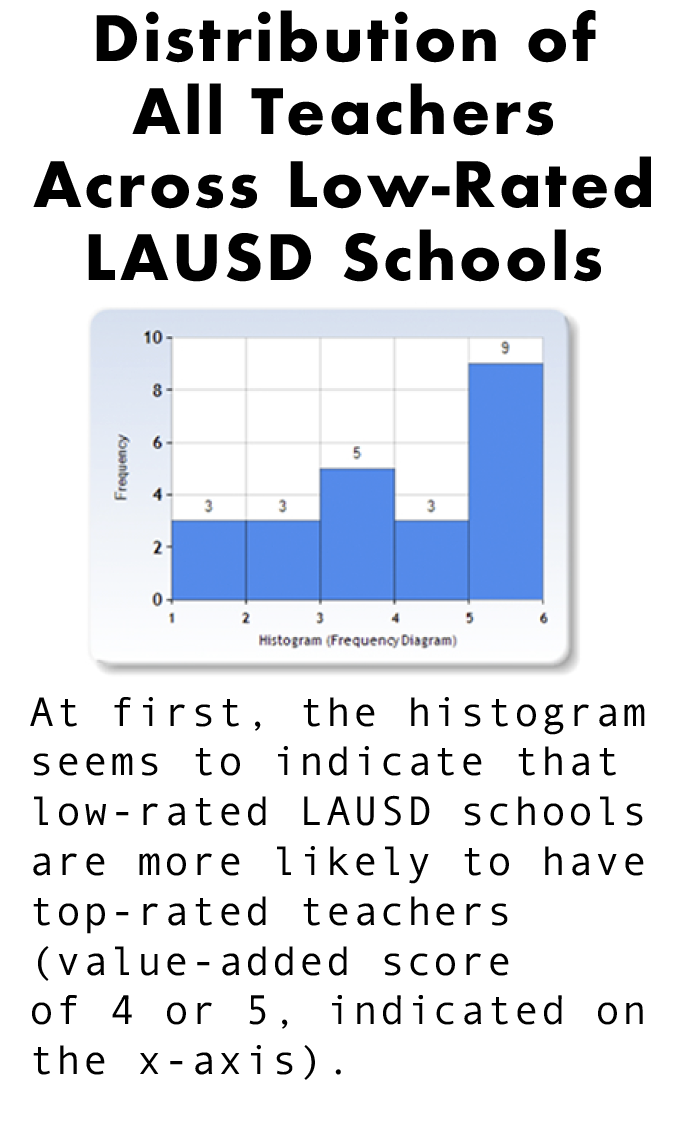 Distribution of
All Teachers
Across Low-Rated
LAUSD Schools
10
8
6
4
2
0
Frequency
3
3
5
3
9
1 2 3 4 5 6
Histogram (Frequency Diagram)
At first, the histogram
seems to indicate that
low-rated LAUSD schools
are more likely to have
top-rated teachers
(value-added score
of 4 or 5, indicated on
the x-axis).